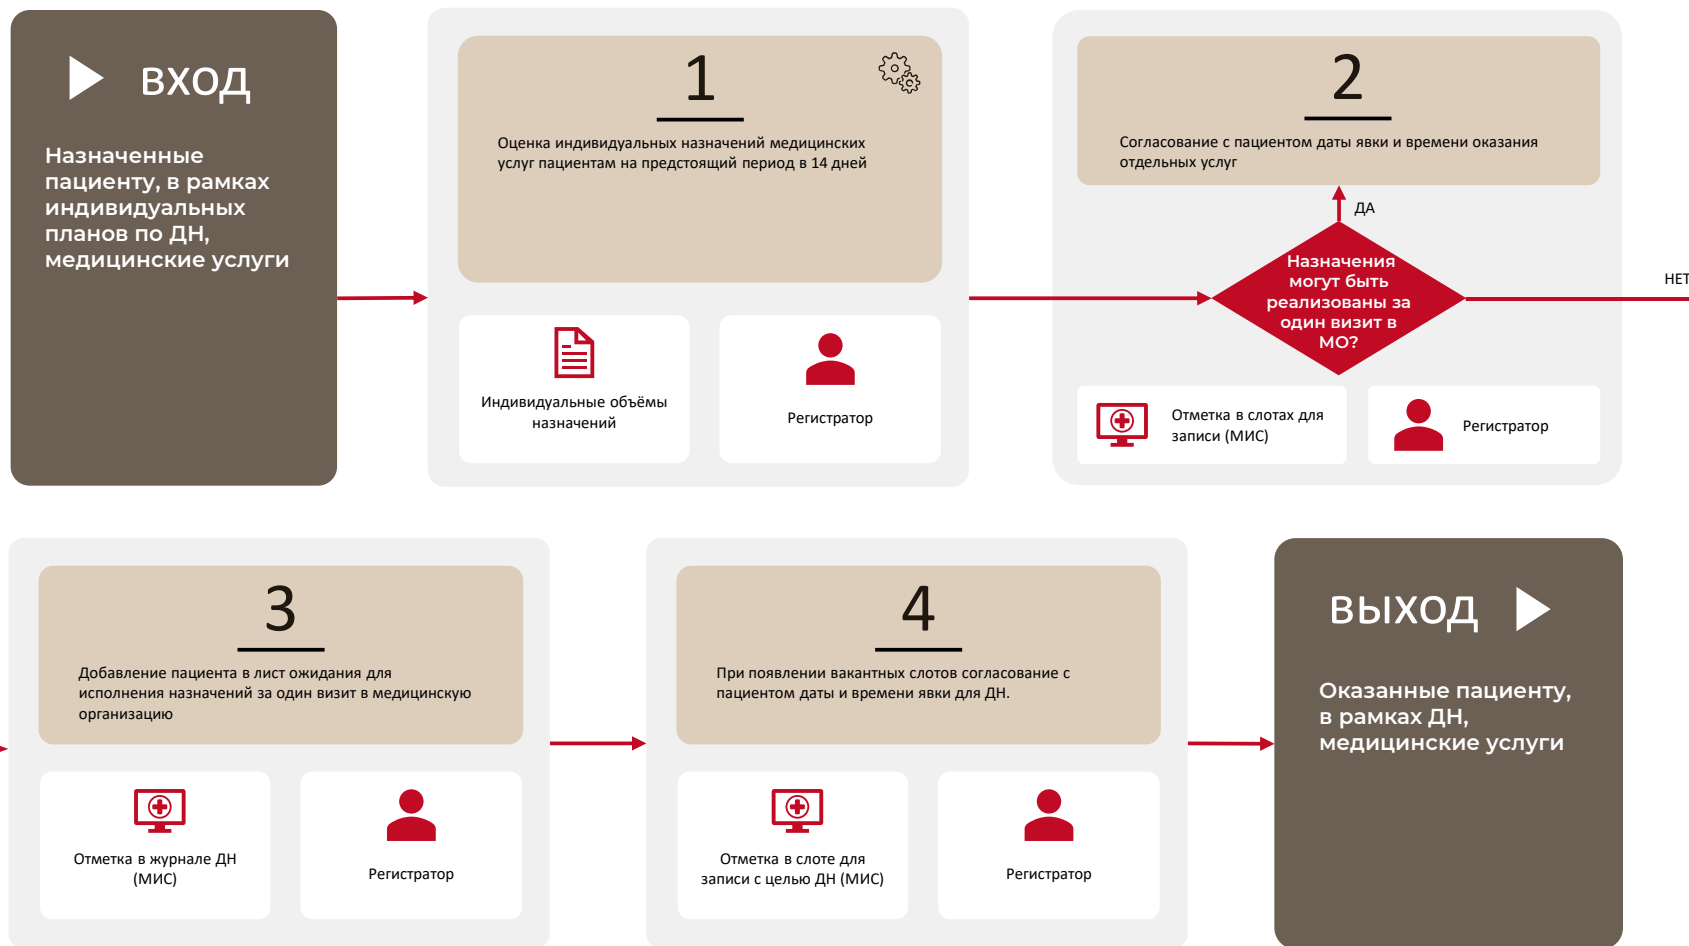 ВХОД
Назначенные
пациенту, в рамках
индивидуальных
планов по ДН,
медицинские услуги
1
Оценка индивидуальных назначений медицинских
услуг пациентам на предстоящий период в 14 дней
Индивидуальные объёмы
назначений
Регистратор
2
Согласование с пациентом даты явки и времени оказания
отдельных услуг
ДА
Назначения
могут быть
реализованы за
один визит в
МО?
НЕТ
Отметка в слотах для
записи (МИС)
Регистратор
3
Добавление пациента в лист ожидания для
исполнения назначений за один визит в медицинскую
организацию
Отметка в журнале ДН
(МИС)
Регистратор
4
При появлении вакантных слотов согласование с
пациентом даты и времени явки для ДН.
Отметка в слоте для
записи с целью ДН (МИС)
Регистратор
ВЫХОД
Оказанные пациенту,
в рамках ДН,
медицинские услуги